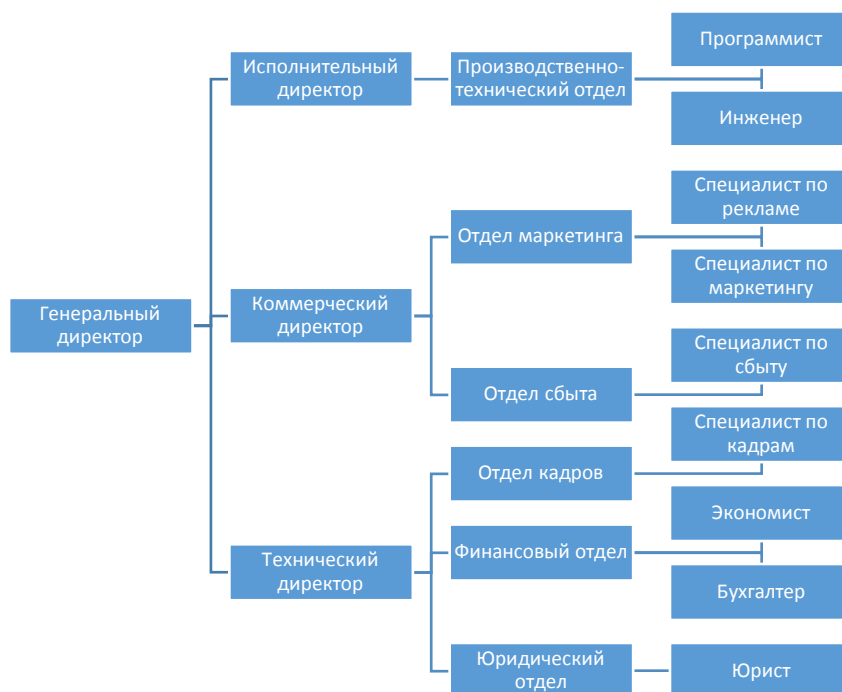 Генеральный
директор
Исполнительный
директор
Производственно-
технический отдел
Программист
Инженер
Коммерческий
директор
Отдел маркетинга
Специалист по
рекламе
Специалист по
маркетингу
Отдел сбыта
Специалист по
сбыту
Технический
директор
Отдел кадров
Специалист по
кадрам
Финансовый отдел
Экономист
Бухгалтер
Юридический
отдел
Юрист